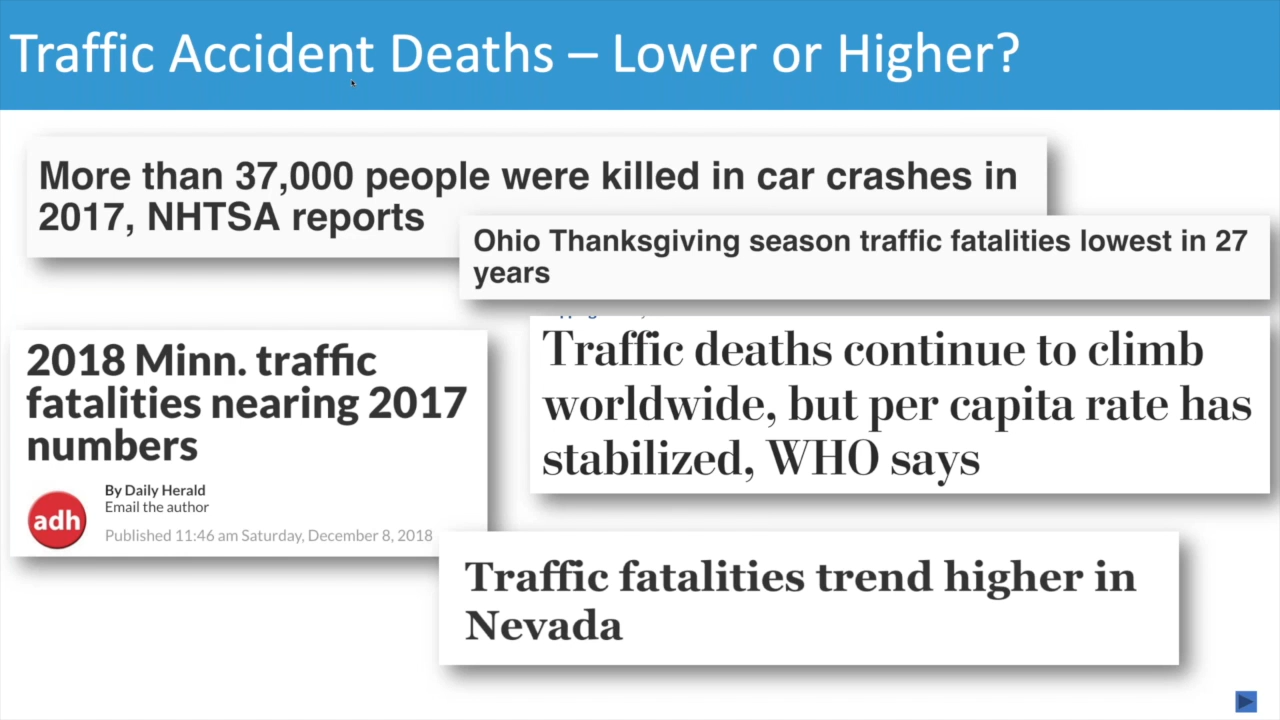 Traffic Accident Deaths – Lower or Higher?
More than 37,000 people were killed in car crashes in
2017, NHTSA reports
Ohio Thanksgiving season traffic fatalities lowest in 27
years
2018 Minn. traffic
fatalities nearing 2017
numbers
adh
By Daily Herald
Email the author
Published 11:46 am Saturday, December 8, 2018
Traffic deaths continue to climb
worldwide, but per capita rate has
stabilized, WHO says
Traffic fatalities trend higher in
Nevada